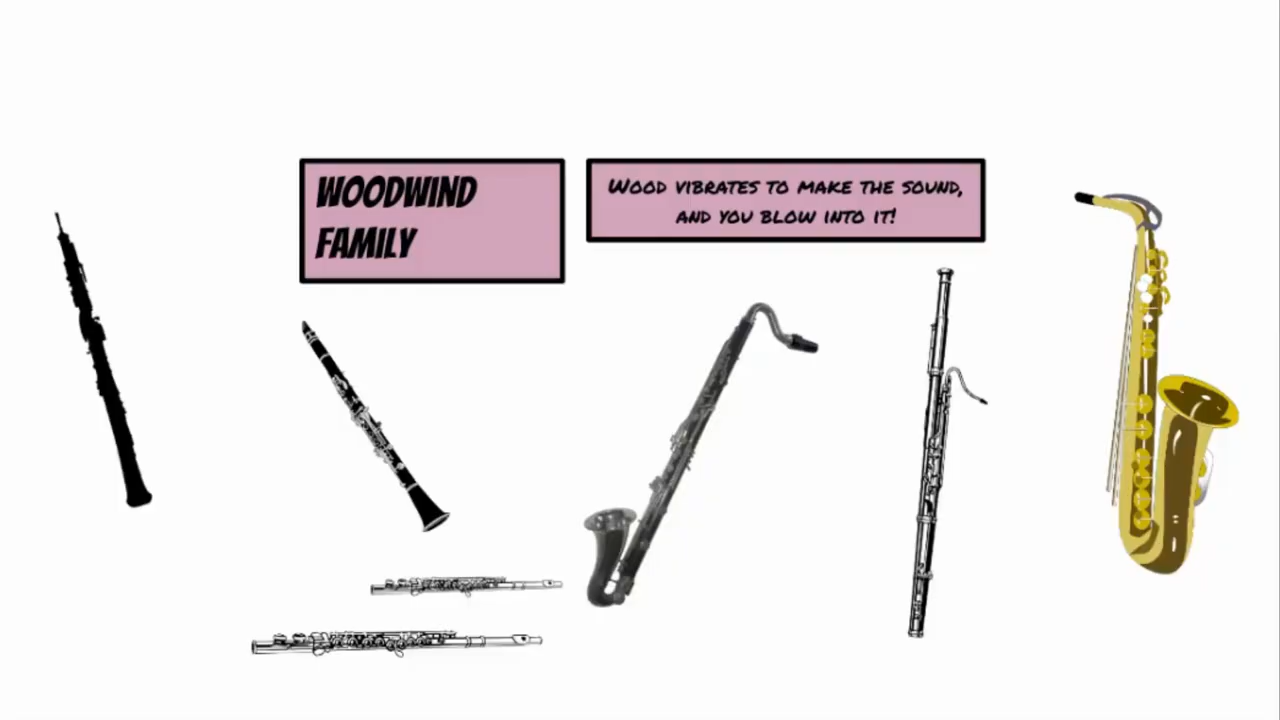 WOODWIND
FAMILY
WOOD VIBRATES TO MAKE THE SOUND,
AND YOU BLOW INTO IT!